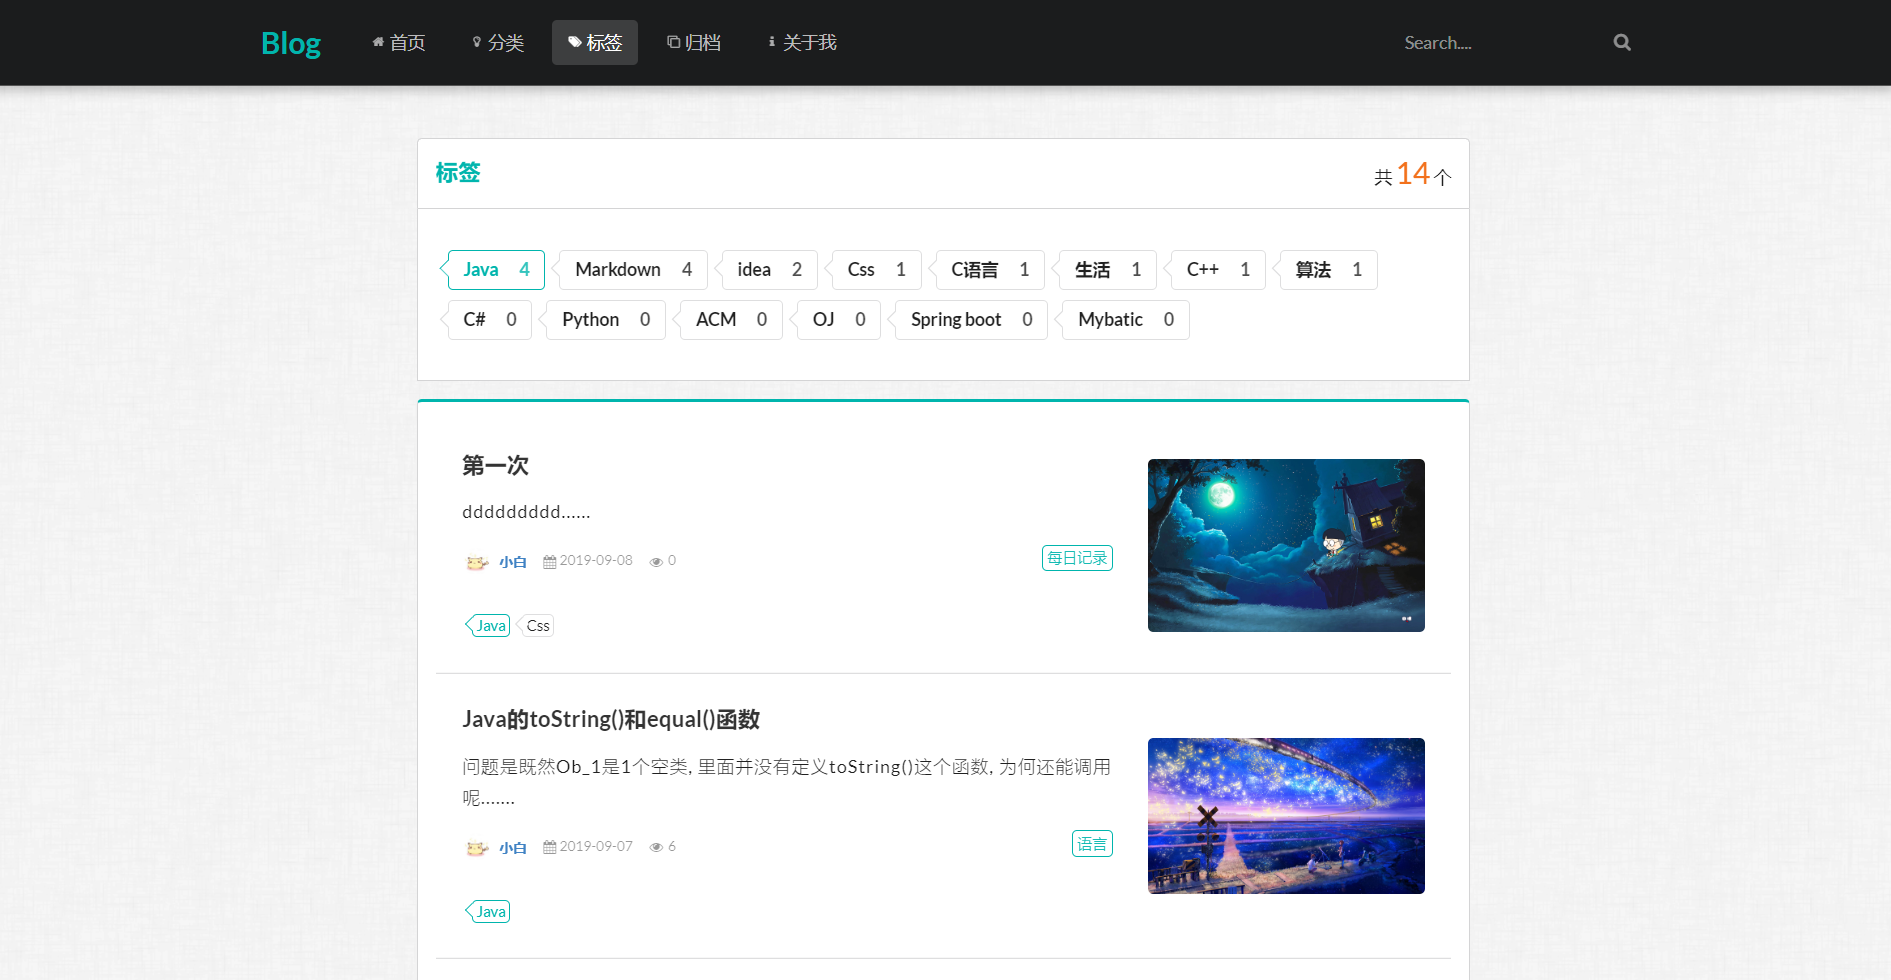 Blog 首页 分类 标签 归档 关于我 Search....
标签 共14个
Java 4 Markdown 4 idea 2 Css 1 C语言 1 生活 1 C++ 1 算法 1
C# 0 Python 0 ACM 0 OJ 0 Spring boot 0 Mybatic 0
第一次
ddddddddd......
小白 2019-09-08 0 每日记录
Java Css
Java的toString()和equal()函数
问题是既然Ob_1是1个空类, 里面并没有定义toString()这个函数, 为何还能调用
呢.......
小白 2019-09-07 6 语言
Java